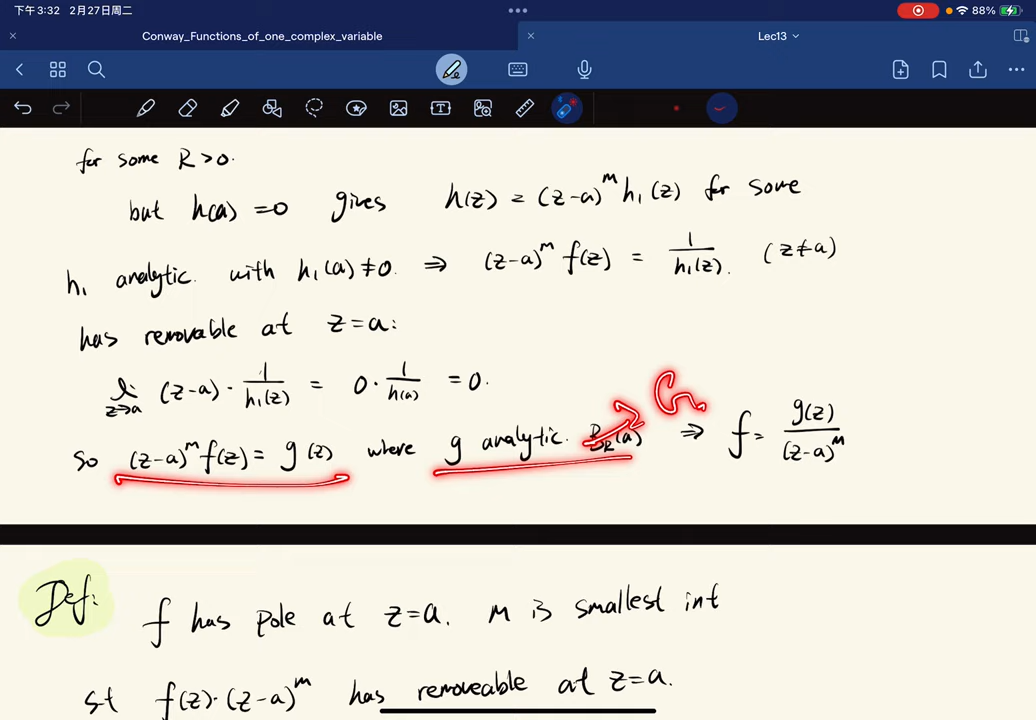 下午3:32 2月27日周二
88%
Conway_Functions_of_one_complex_variable
Lec13
for some R>0.
but h(a) = 0 gives h(z) = (z-a)^m h₁(z) for some
h₁ analytic. with h₁(a) ≠ 0. ⇒ (z-a)^m f(z) = 1/h₁(z). (z≠a)
has removable at z=a:
lim z→a (z-a) · 1/h₁(z) = 0 · 1/h(a) = 0.
so (z-a)^m f(z) = g(z) where g analytic. B_R(a) ⇒ f = g(z)/(z-a)^m
G
Def: f has pole at z=a. m is smallest int
st f(z)·(z-a)^m has removeable at z=a.